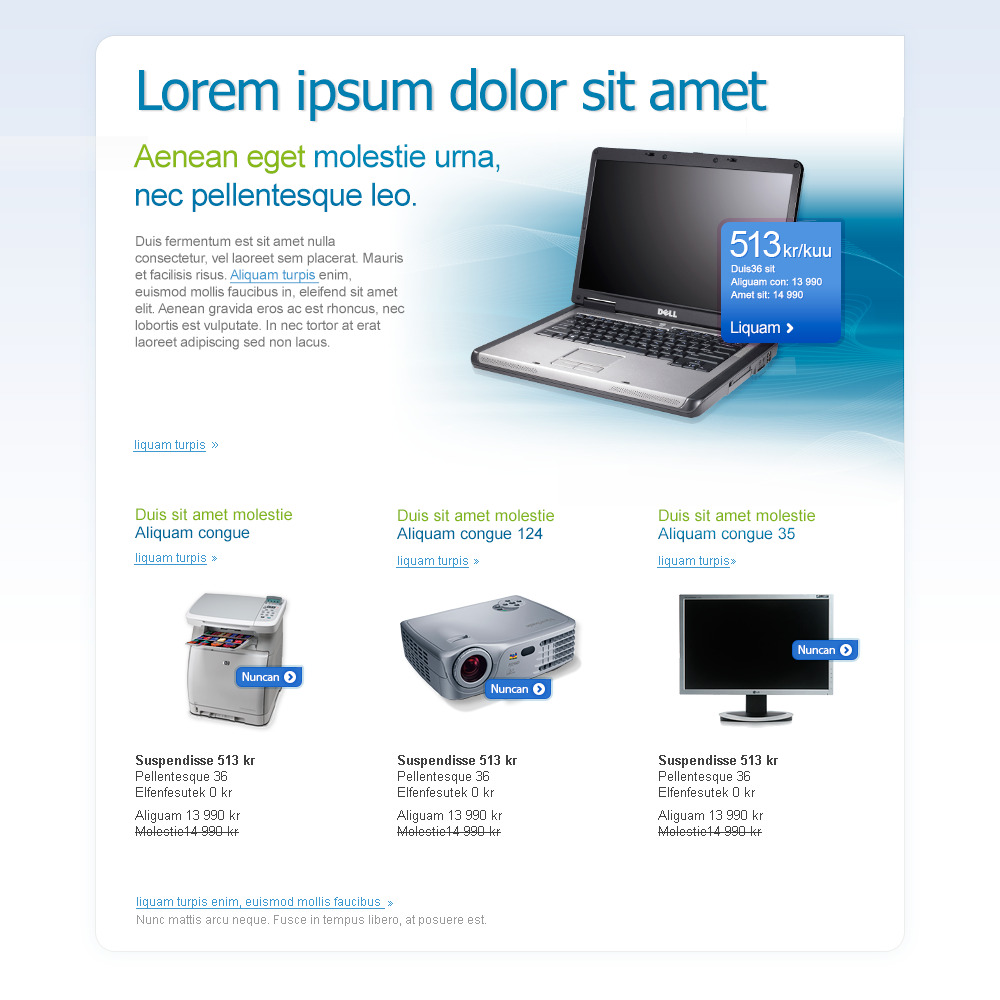 Lorem ipsum dolor sit amet
Aenean eget molestie urna,
nec pellentesque leo.
Duis fermentum est sit amet nulla
consectetur, vel laoreet sem placerat. Mauris
et facilisis risus. Aliquam turpis enim,
euismod mollis faucibus in, eleifend sit amet
elit. Aenean gravida eros ac est rhoncus, nec
lobortis est vulputate. In nec tortor at erat
laoreet adipiscing sed non lacus.
DELL
513 kr/kuu
Duis36 sit
Aliguam con: 13 990
Amet sit: 14 990
Liquam
liquam turpis »
Duis sit amet molestie
Aliquam congue
liquam turpis »
Nuncan
Suspendisse 513 kr
Pellentesque 36
Elfenfesutek 0 kr
Aliguam 13 990 kr
Molestie14 990 kr
Duis sit amet molestie
Aliquam congue 124
liquam turpis »
Nuncan
Suspendisse 513 kr
Pellentesque 36
Elfenfesutek 0 kr
Aliguam 13 990 kr
Molestie14 990 kr
Duis sit amet molestie
Aliquam congue 35
liquam turpis»
Nuncan
Suspendisse 513 kr
Pellentesque 36
Elfenfesutek 0 kr
Aliguam 13 990 kr
Molestie14 990 kr
liquam turpis enim, euismod mollis faucibus »
Nunc mattis arcu neque. Fusce in tempus libero, at posuere est.